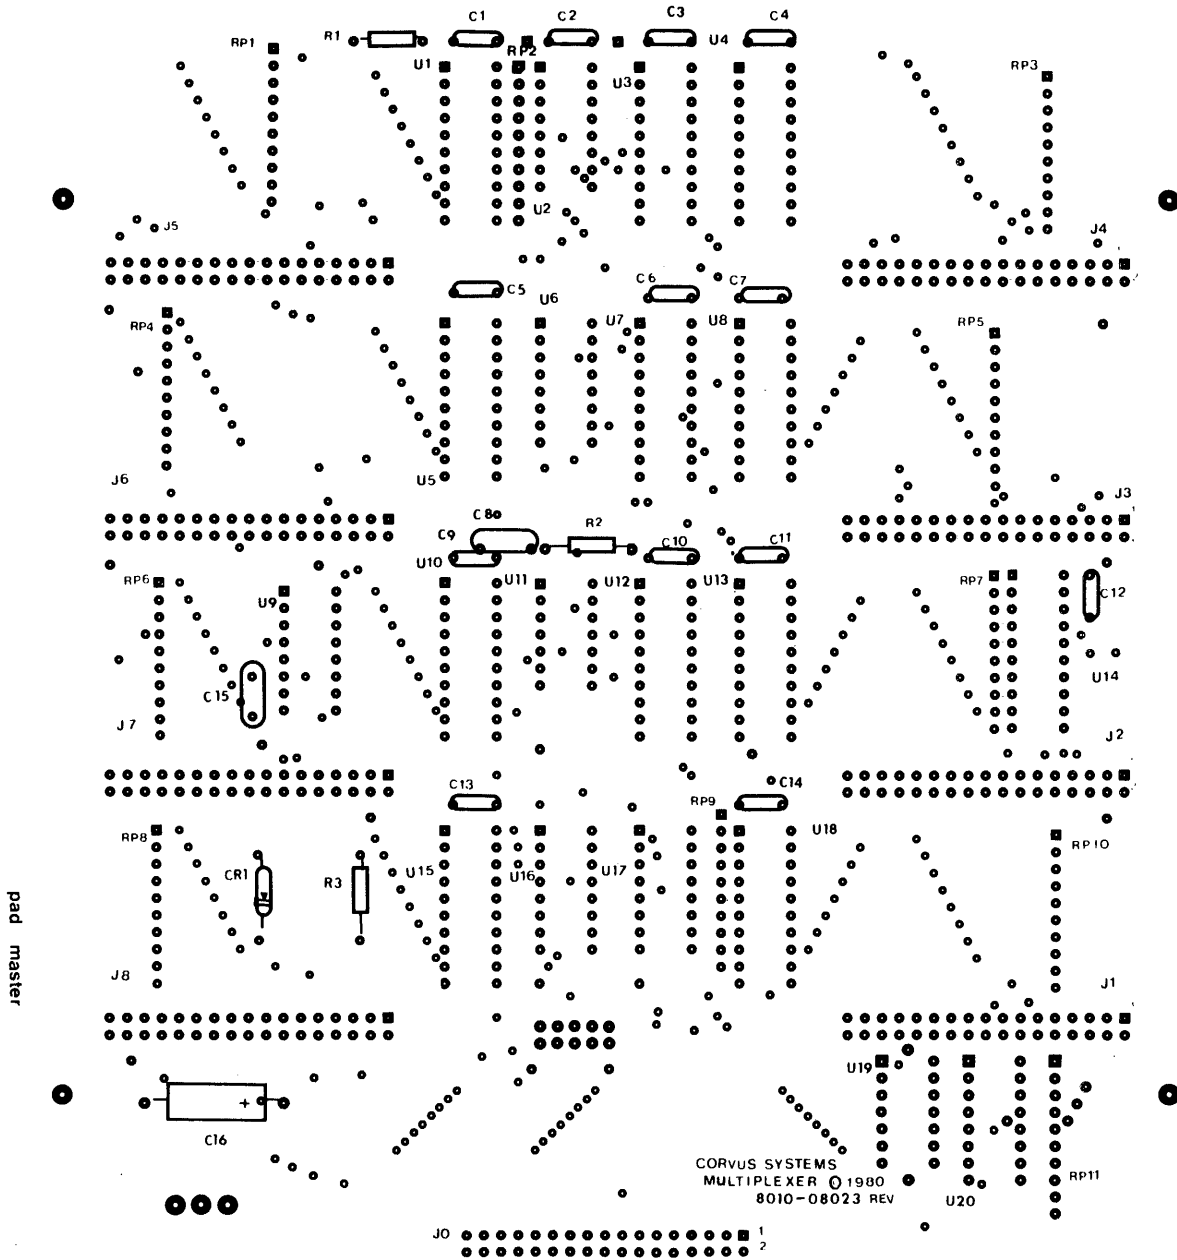 C1 C2 C3 C4
RP1 R1 RP2 U4
U1 U3 RP3
U2
J5 J4
C5 C6 C7
RP4 U6 U7 U8 RP5
J6 U5 J3
C8
C9 R2 C10 C11
RP6 U10 U11 U12 U13 RP7
U9 C12
C15 U14
J7 J2
C13 C14
RP8 RP9 U18 RP10
CR1 R3 U15 U16 U17
pad master
J8 J1
U19
+
C16
CORVUS SYSTEMS
MULTIPLEXER © 1980
8010-08023 REV
U20 RP11
J0 1
2